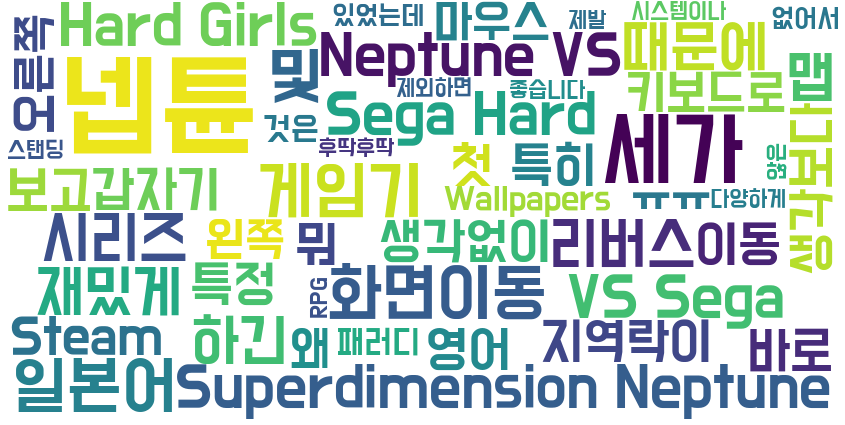 있었는데
시스템이나
없어서
제발
Hard Girls
마우스
오른쪽
넵튠
및
Neptune VS
때문에
맵
제외하면
좋습니다
키보드로
Sega Hard
것은
세가
생각보다
스탠딩
후딱후딱
첫
특히
않은
보고갑자기
게임기
Wallpapers
ㅠㅠ
다양하게
시리즈
왼쪽
뭐
생각없이
리버스이동
재밌게
특정
RPG
화면이동
VS Sega
Steam
하긴
왜
패러디
영어
지역락이
바로
일본어
Superdimension Neptune